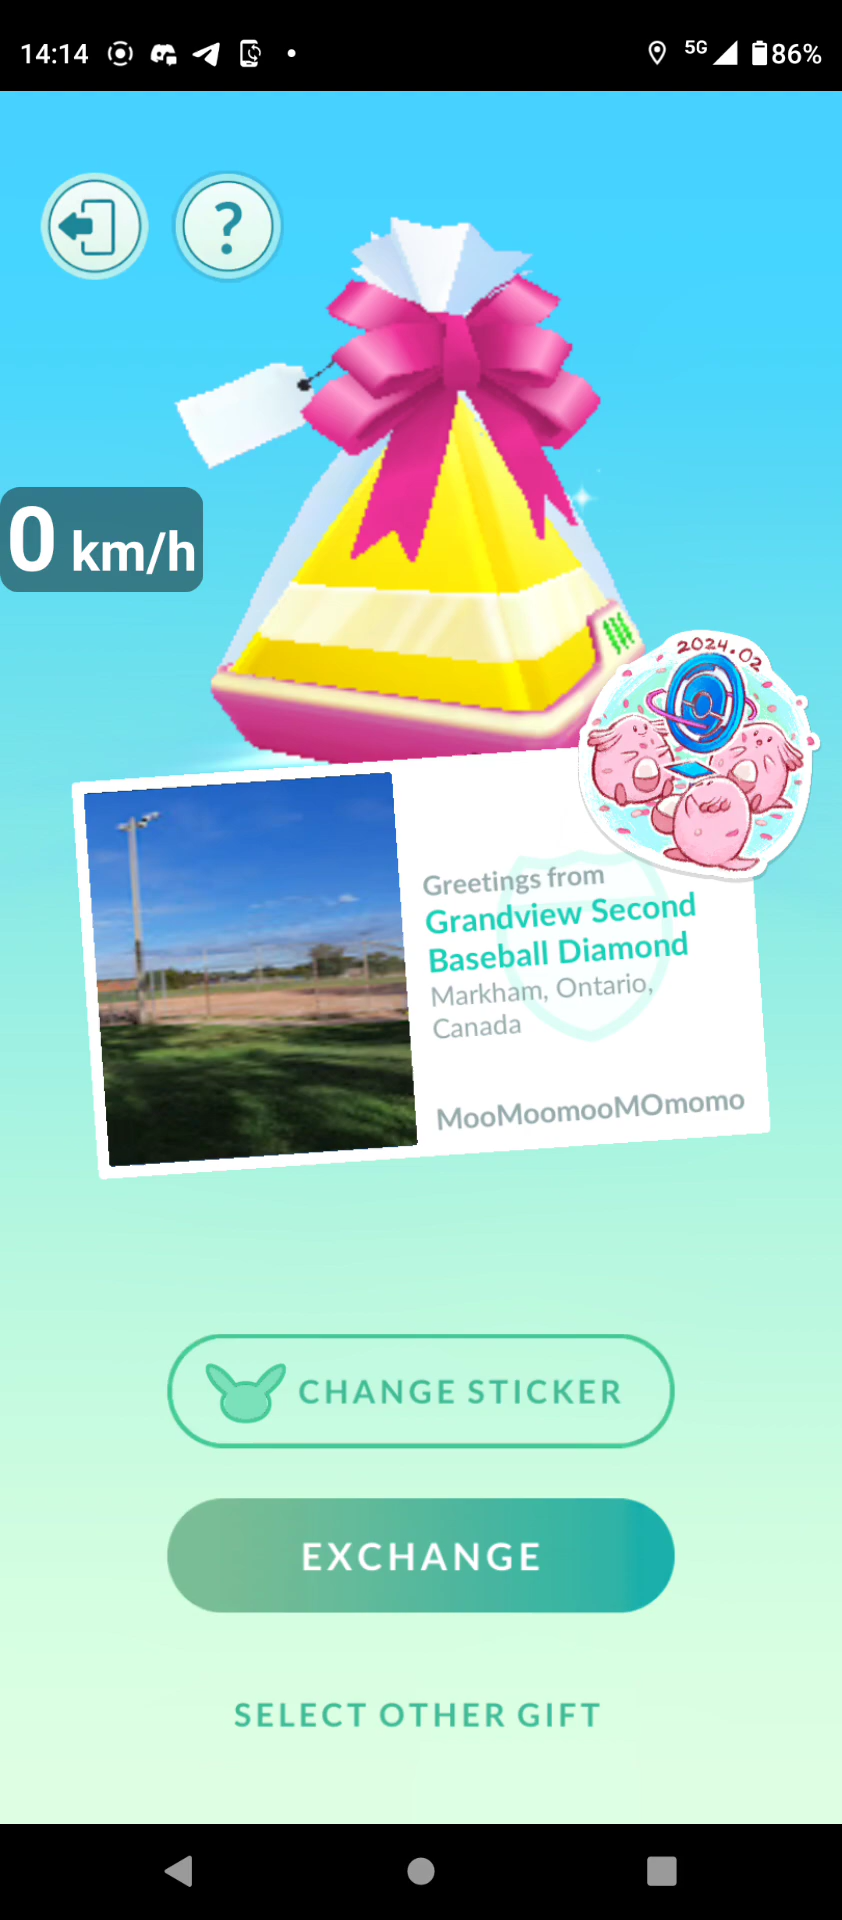 14:14
5G
86%
?
0 km/h
2024.02
Greetings from
Grandview Second
Baseball Diamond
Markham, Ontario,
Canada
MooMoomooMOmomo
CHANGE STICKER
EXCHANGE
SELECT OTHER GIFT